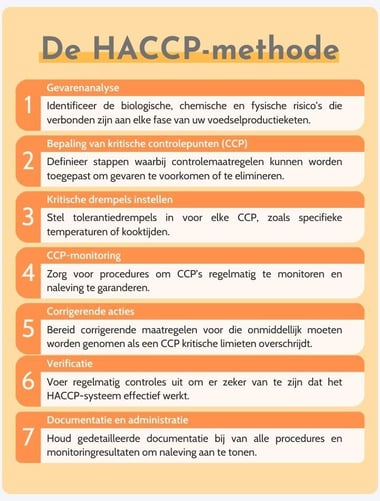 De HACCP-methode
Gevarenanalyse
1
Identificeer de biologische, chemische en fysische risico's die
verbonden zijn aan elke fase van uw voedselproductieketen.
Bepaling van kritische controlepunten (CCP)
2
Definieer stappen waarbij controlemaatregelen kunnen worden
toegepast om gevaren te voorkomen of te elimineren.
Kritische drempels instellen
3
Stel tolerantiedrempels in voor elke CCP, zoals specifieke
temperaturen of kooktijden.
CCP-monitoring
4
Zorg voor procedures om CCP's regelmatig te monitoren en
naleving te garanderen.
Corrigerende acties
5
Bereid corrigerende maatregelen voor die onmiddellijk moeten
worden genomen als een CCP kritische limieten overschrijdt.
Verificatie
6
Voer regelmatig controles uit om er zeker van te zijn dat het
HACCP-systeem effectief werkt.
Documentatie en administratie
7
Houd gedetailleerde documentatie bij van alle procedures en
monitoringresultaten om naleving aan te tonen.